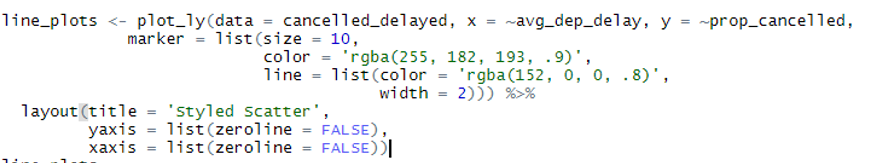 line_plots <- plot_ly(data = cancelled_delayed, x = ~avg_dep_delay, y = ~prop_cancelled,
marker = list(size = 10,
color = 'rgba(255, 182, 193, .9)',
line = list(color = 'rgba(152, 0, 0, .8)',
width = 2))) %>%
layout(title = 'Styled Scatter',
yaxis = list(zeroline = FALSE),
xaxis = list(zeroline = FALSE))